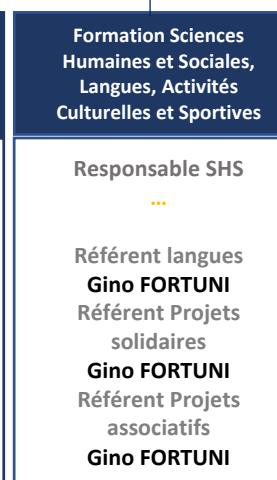 Formation Sciences
Humaines et Sociales,
Langues, Activités
Culturelles et Sportives
Responsable SHS
...
Référent langues
Gino FORTUNI
Référent Projets
solidaires
Gino FORTUNI
Référent Projets
associatifs
Gino FORTUNI